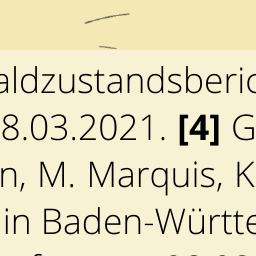 aldzustandsberic
8.03.2021. [4] G
n, M. Marquis, K
in Baden-Württe